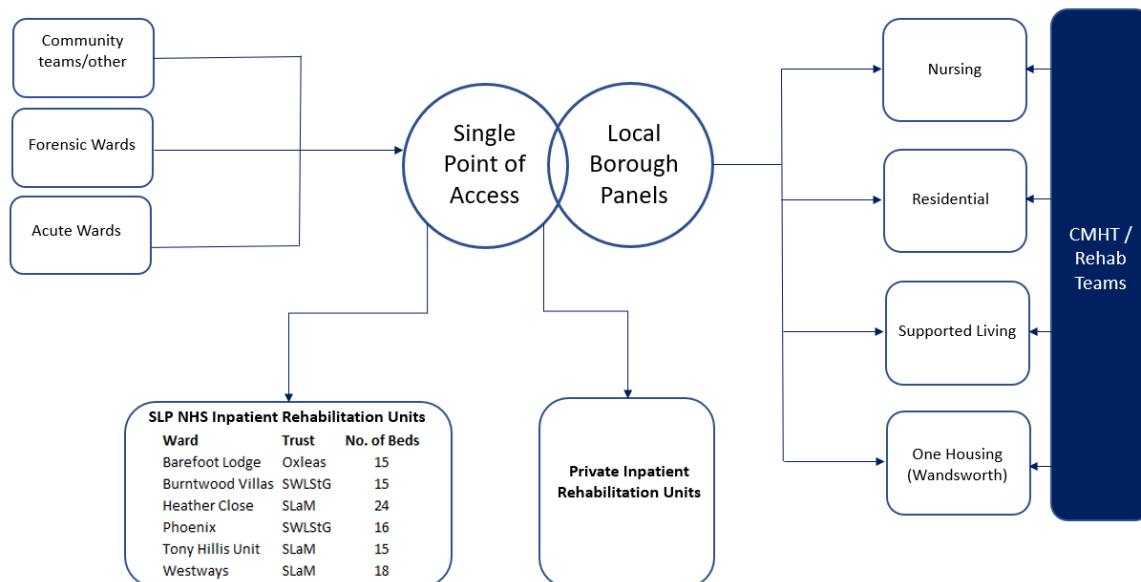 Community
teams/other
Forensic Wards
Acute Wards
Single
Point of
Access
Local
Borough
Panels
Nursing
Residential
Supported Living
One Housing
(Wandsworth)
CMHT /
Rehab
Teams
SLP NHS Inpatient Rehabilitation Units
Ward Trust No. of Beds
Barefoot Lodge Oxleas 15
Burntwood Villas SWLStG 15
Heather Close SLaM 24
Phoenix SWLStG 16
Tony Hillis Unit SLaM 15
Westways SLaM 18
Private Inpatient
Rehabilitation Units